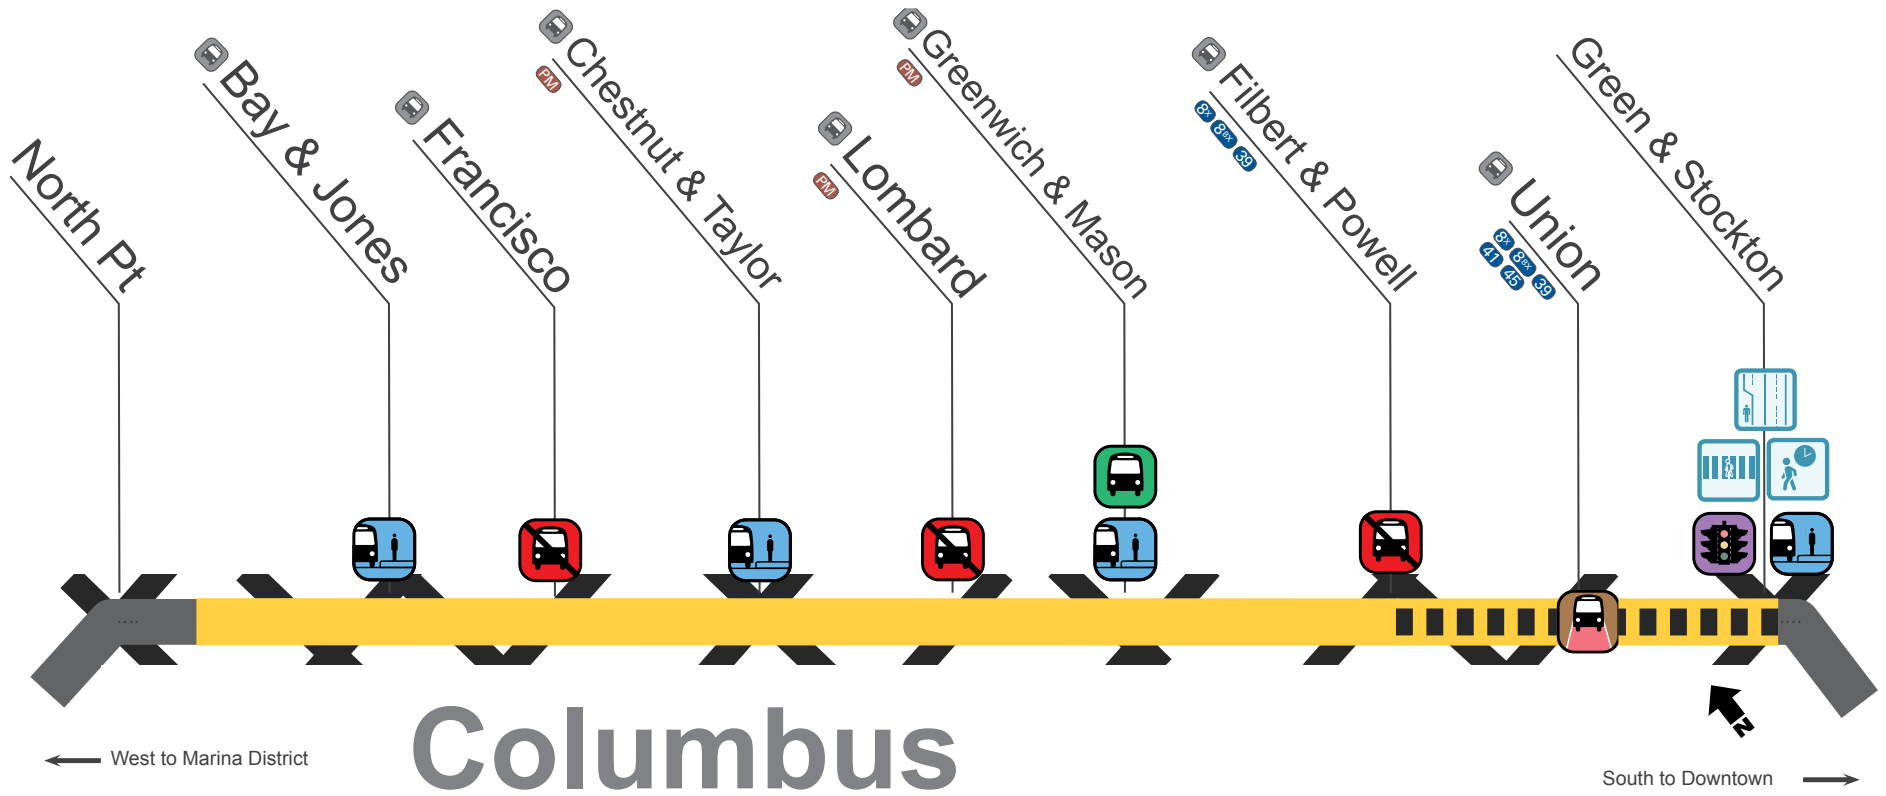 North Pt
Bay & Jones
Francisco
Chestnut & Taylor
PM
Lombard
PM
Greenwich & Mason
PM
Filbert & Powell
8X 8BX 39
Union
8X 8BX 39
41 45
Green & Stockton
N
Columbus
West to Marina District
South to Downtown